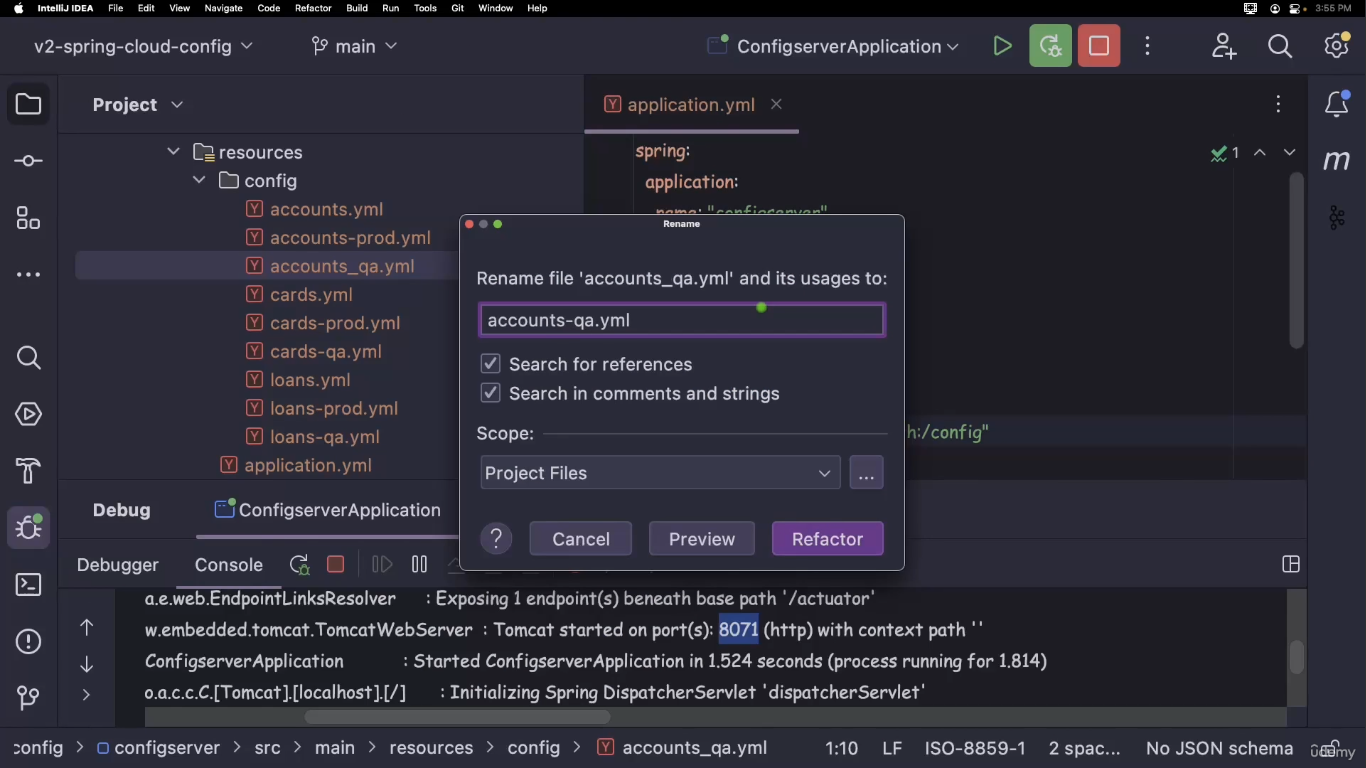 IntelliJ IDEA File Edit View Navigate Code Refactor Build Run Tools Git Window Help 3:55 PM
v2-spring-cloud-config main ConfigserverApplication
Project
application.yml
resources
config
accounts.yml
accounts-prod.yml
accounts_qa.yml
cards.yml
cards-prod.yml
cards-qa.yml
loans.yml
loans-prod.yml
loans-qa.yml
application.yml
spring:
application:
name: "configserver"
1
m
h:/config"
Rename
Rename file 'accounts_qa.yml' and its usages to:
accounts-qa.yml
Search for references
Search in comments and strings
Scope:
Project Files
...
? Cancel Preview Refactor
Debug ConfigserverApplication
Debugger Console
a.e.web.EndpointLinksResolver : Exposing 1 endpoint(s) beneath base path '/actuator'
w.embedded.tomcat.TomcatWebServer : Tomcat started on port(s): 8071 (http) with context path ''
ConfigserverApplication : Started ConfigserverApplication in 1.524 seconds (process running for 1.814)
o.a.c.c.C.[Tomcat].[localhost].[/] : Initializing Spring DispatcherServlet 'dispatcherServlet'
config > configserver > src > main > resources > config > accounts_qa.yml 1:10 LF ISO-8859-1 2 spac... No JSON schema
udemy